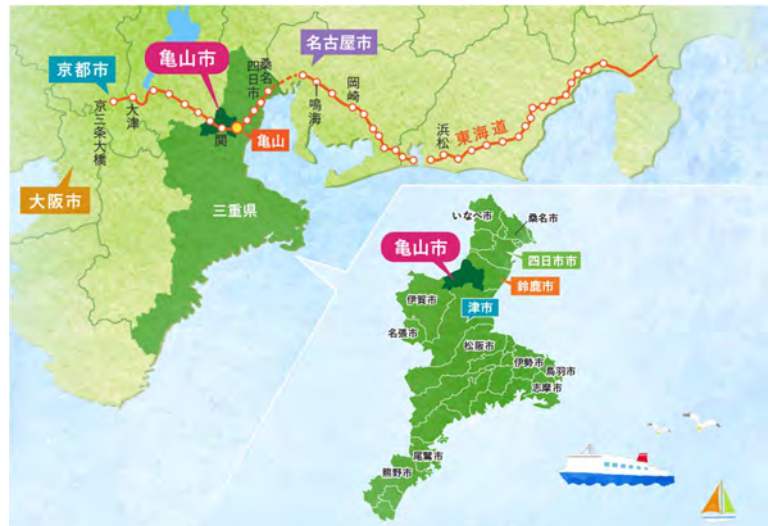 京都市
亀山市
名古屋市
京三条大橋
大津
関
亀山
四日市
桑名
鳴海
岡崎
浜松
東海道
大阪市
三重県
いなべ市
桑名市
亀山市
四日市市
鈴鹿市
伊賀市
津市
名張市
松阪市
伊勢市
鳥羽市
志摩市
尾鷲市
熊野市